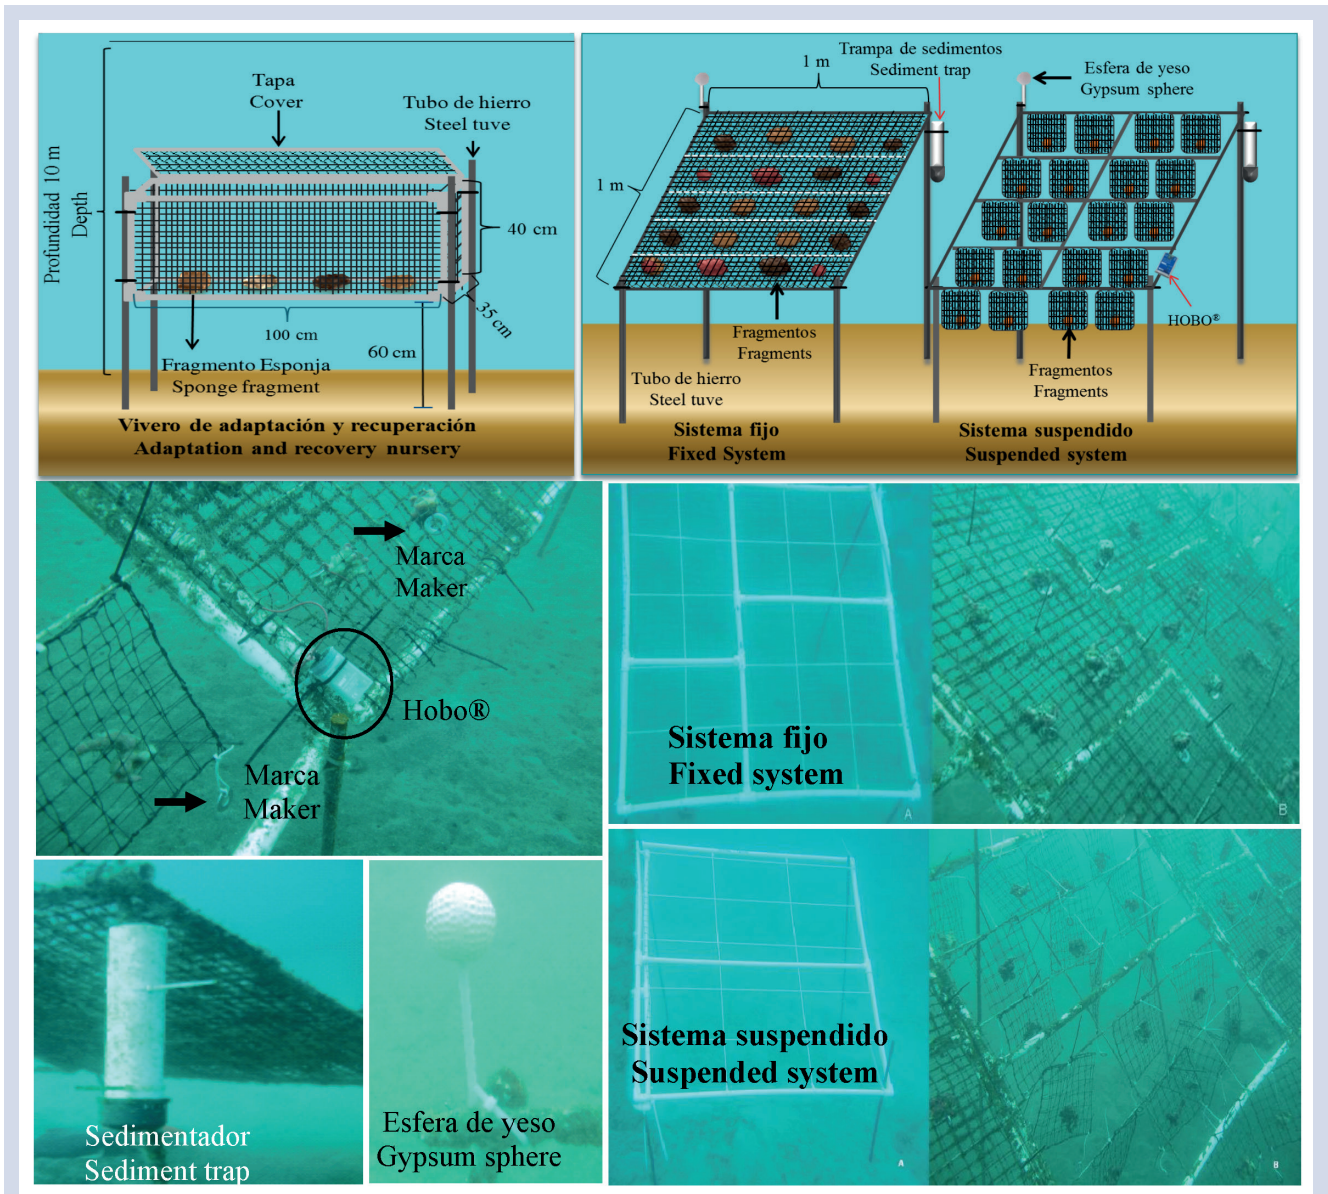 Profundidad 10 m
Depth
Tapa
Cover
Tubo de hierro
Steel tuve
40 cm
35 cm
100 cm
60 cm
Fragmento Esponja
Sponge fragment
Vivero de adaptación y recuperación
Adaptation and recovery nursery
Trampa de sedimentos
Sediment trap
1 m
1 m
Esfera de yeso
Gypsum sphere
HOBO®
Fragmentos
Fragments
Fragmentos
Fragments
Tubo de hierro
Steel tuve
Sistema fijo
Fixed System
Sistema suspendido
Suspended system
Marca
Maker
Hobo®
Marca
Maker
Sistema fijo
Fixed system
A
B
Sedimentador
Sediment trap
Esfera de yeso
Gypsum sphere
Sistema suspendido
Suspended system
A
B